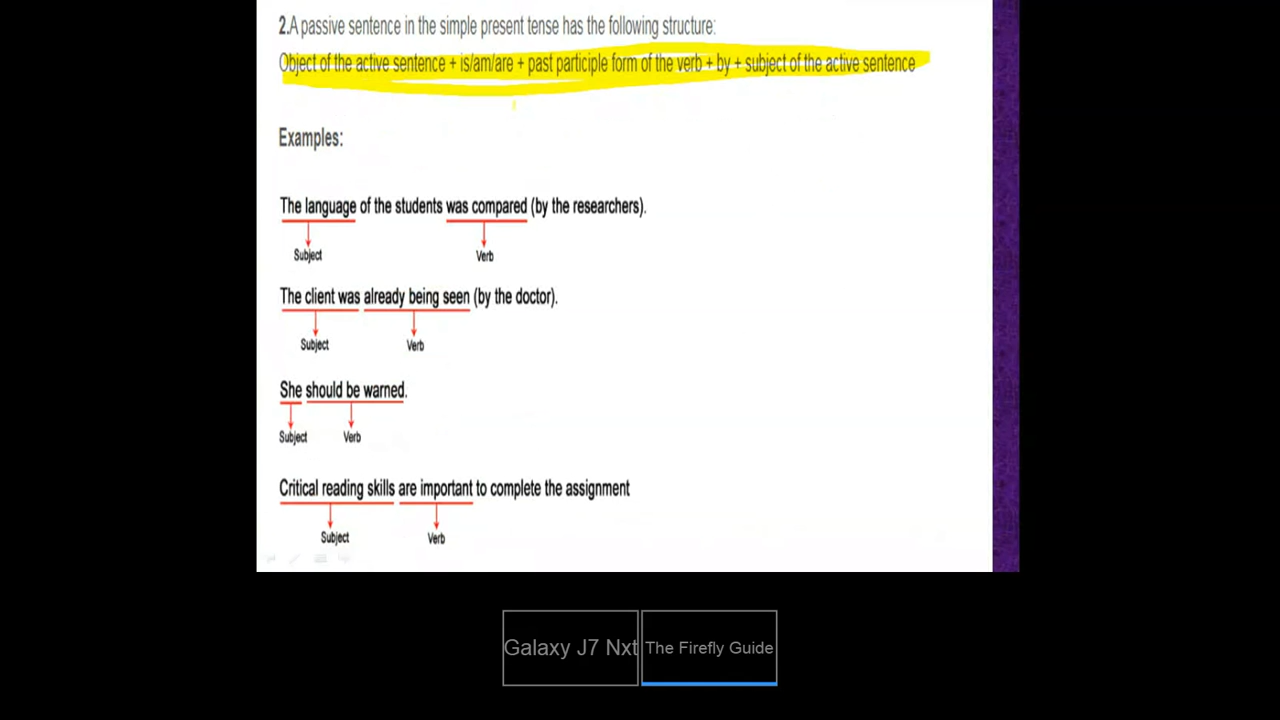 2.A passive sentence in the simple present tense has the following structure:
Object of the active sentence + is/am/are + past participle form of the verb + by + subject of the active sentence
Examples:
The language of the students was compared (by the researchers).
Subject Verb
The client was already being seen (by the doctor).
Subject Verb
She should be warned.
Subject Verb
Critical reading skills are important to complete the assignment
Subject Verb
Galaxy J7 Nxt The Firefly Guide